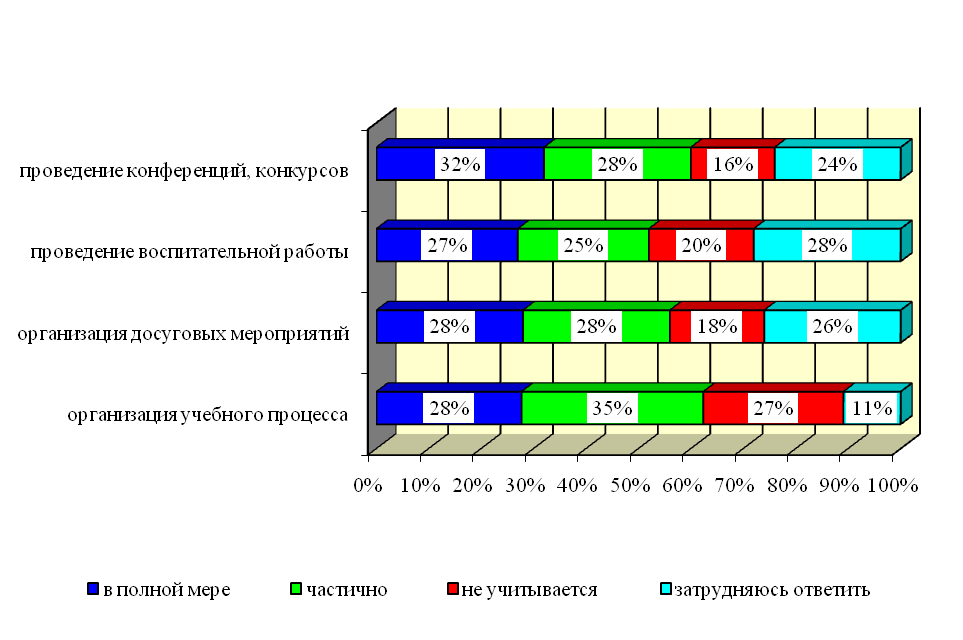 проведение конференций, конкурсов 32% 28% 16% 24%
проведение воспитательной работы 27% 25% 20% 28%
организация досуговых мероприятий 28% 28% 18% 26%
организация учебного процесса 28% 35% 27% 11%
0% 10% 20% 30% 40% 50% 60% 70% 80% 90% 100%
в полной мере частично не учитывается затрудняюсь ответить